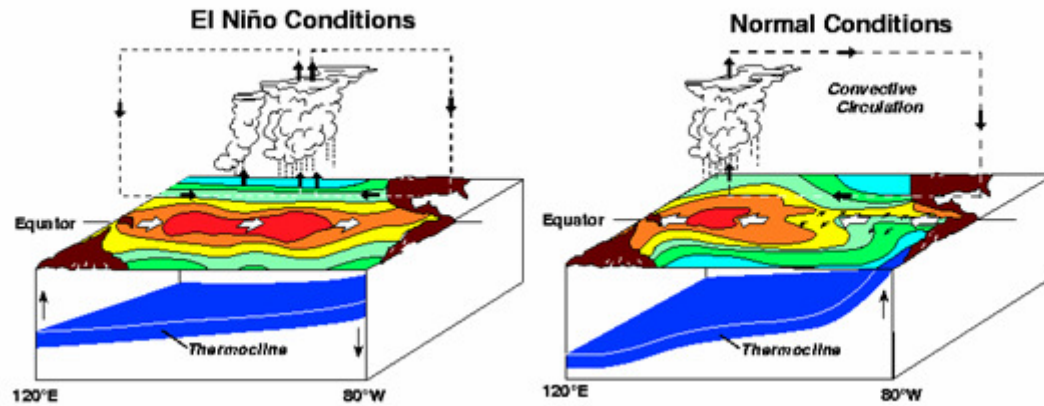 El Niño Conditions
Normal Conditions
Convective
Circulation
Equator
Equator
Thermocline
Thermocline
120°E
80°W
120°E
80°W